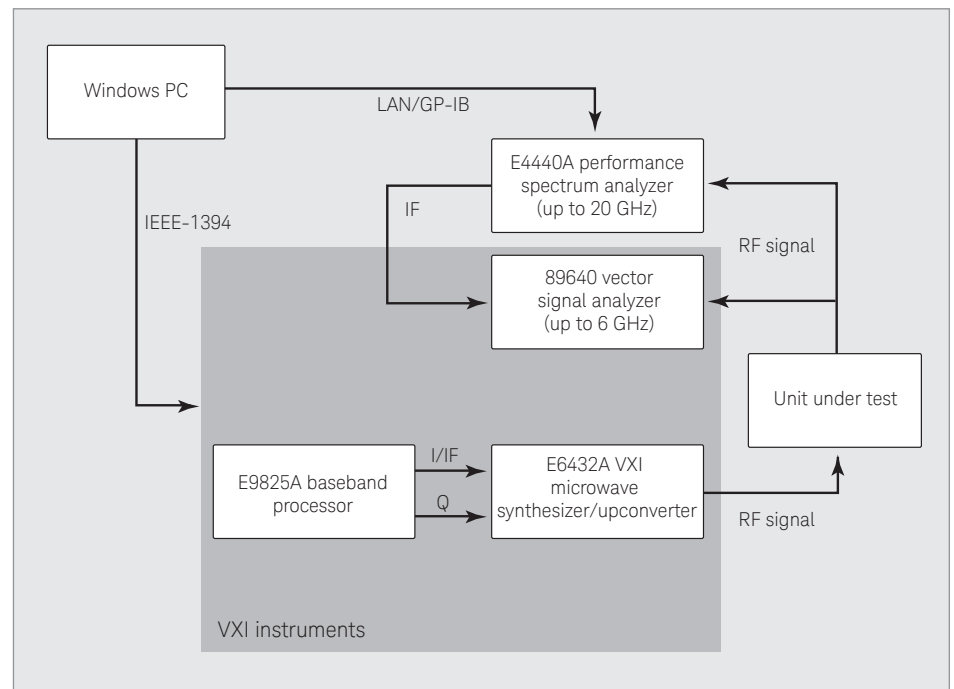 Windows PC
LAN/GP-IB
E4440A performance
spectrum analyzer
(up to 20 GHz)
IF
IEEE-1394
RF signal
89640 vector
signal analyzer
(up to 6 GHz)
Unit under test
E9825A baseband
processor
I/IF
Q
E6432A VXI
microwave
synthesizer/upconverter
RF signal
VXI instruments